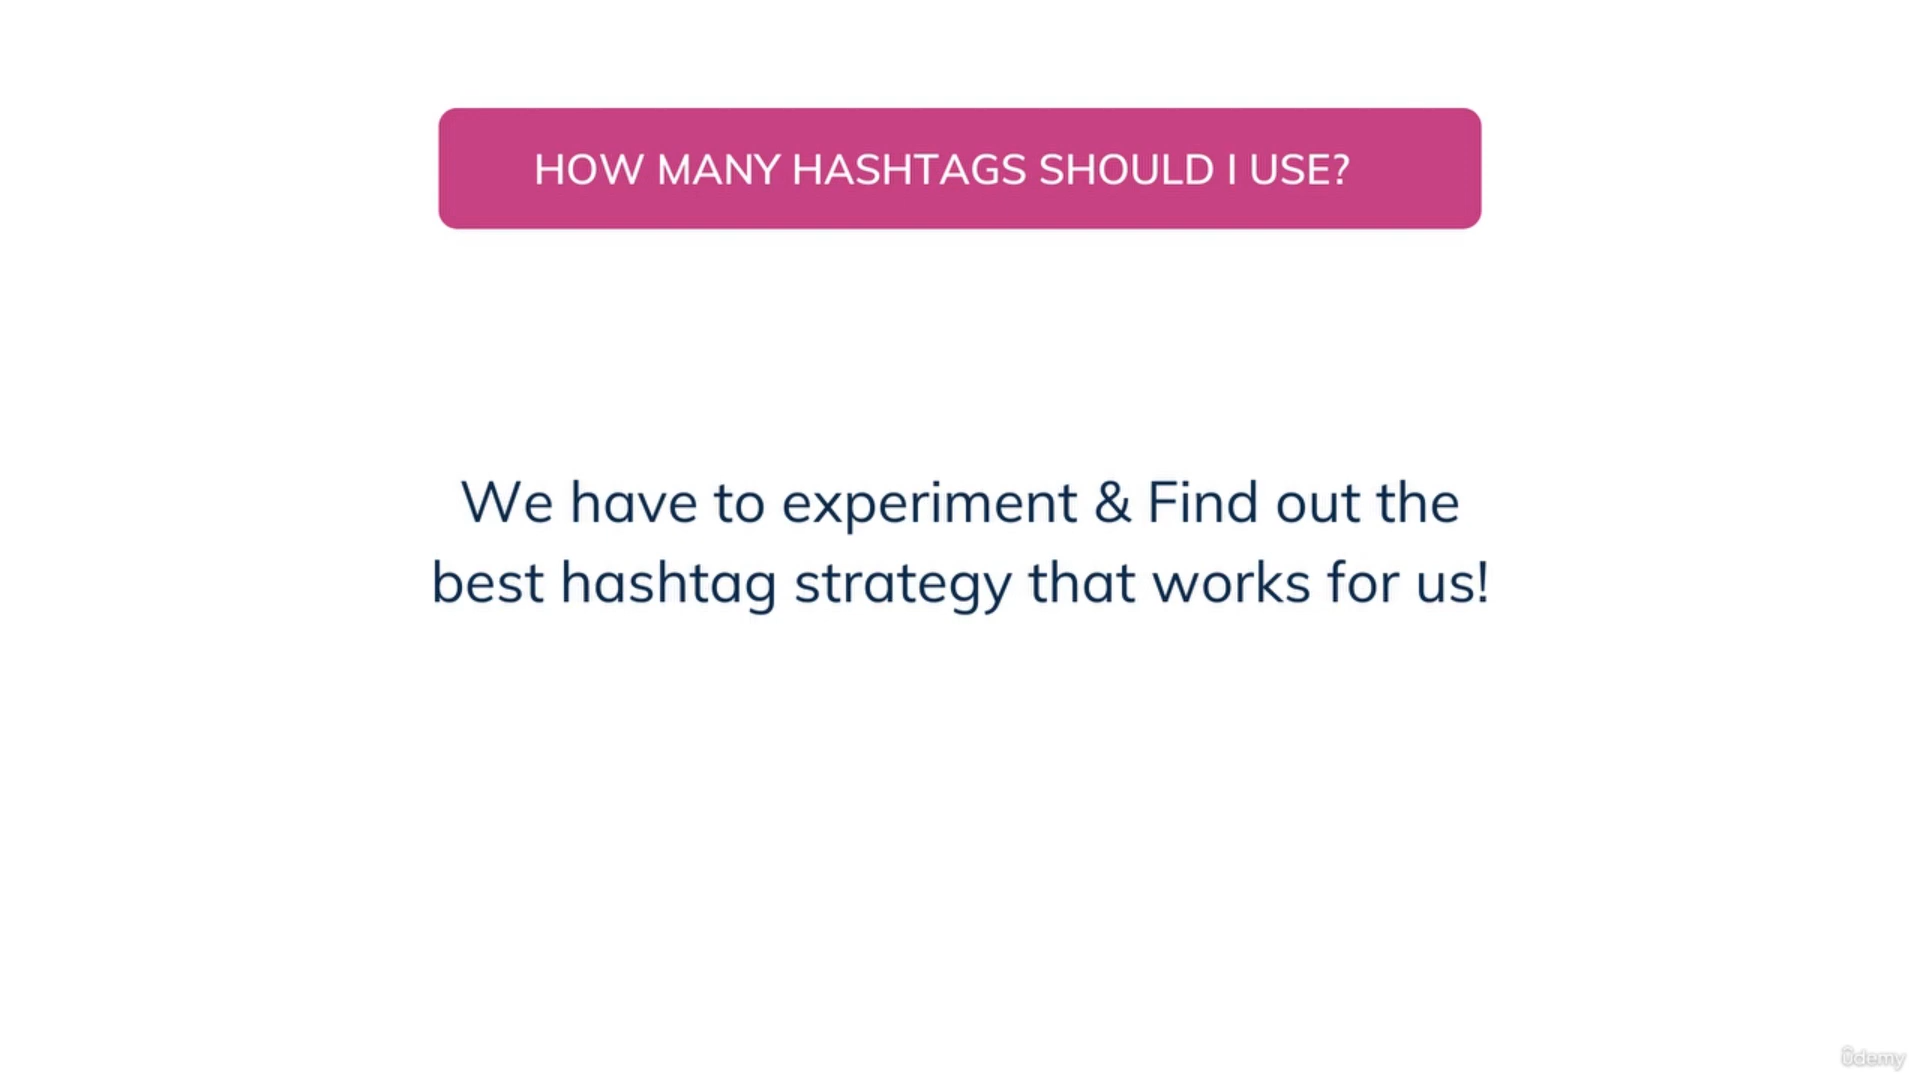 HOW MANY HASHTAGS SHOULD I USE?
We have to experiment & Find out the
best hashtag strategy that works for us!
ûdemy